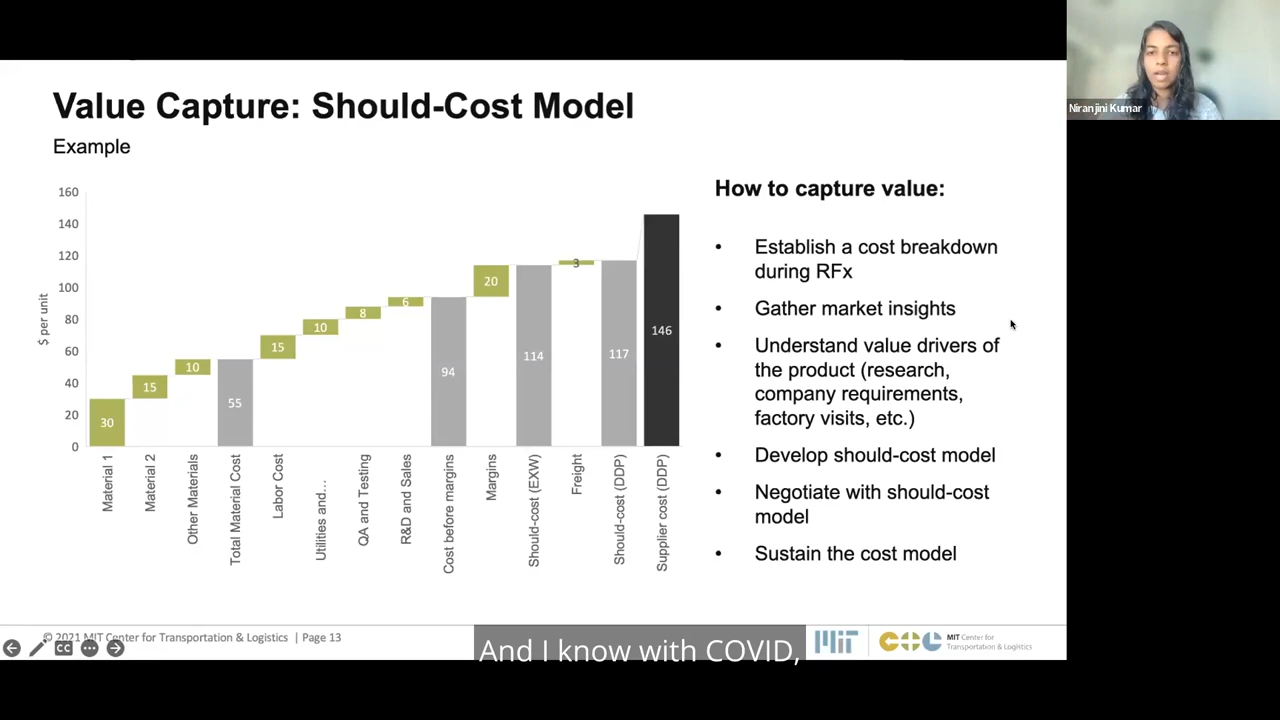 Niranjini Kumar
Value Capture: Should-Cost Model
Example
$ per unit
160
140
120
100
80
60
40
20
0
30
15
10
55
15
10
8
6
94
20
114
3
117
146
Material 1
Material 2
Other Materials
Total Material Cost
Labor Cost
Utilities and...
QA and Testing
R&D and Sales
Cost before margins
Margins
Should-cost (EXW)
Freight
Should-cost (DDP)
Supplier cost (DDP)
How to capture value:
• Establish a cost breakdown
during RFx
• Gather market insights
• Understand value drivers of
the product (research,
company requirements,
factory visits, etc.)
• Develop should-cost model
• Negotiate with should-cost
model
• Sustain the cost model
© 2021 MIT Center for Transportation & Logistics | Page 13
CC
And I know with COVID,
MIT
CTL
MIT Center for
Transportation & Logistics